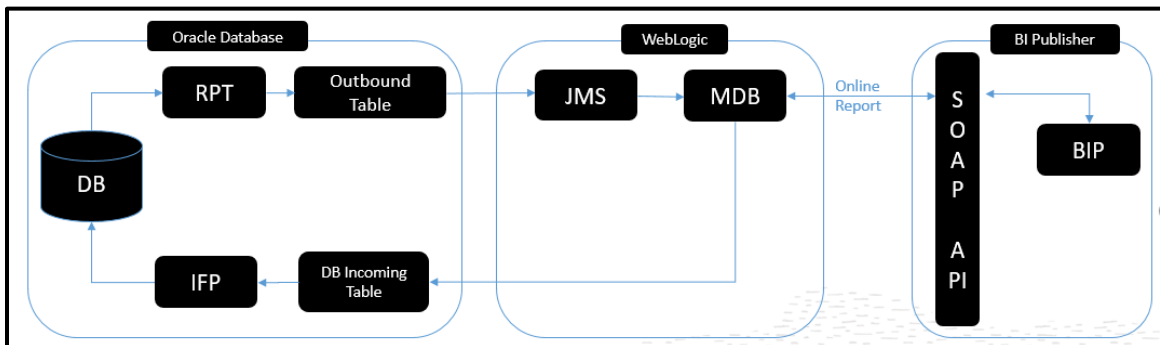 Oracle Database
WebLogic
BI Publisher
RPT
Outbound
Table
JMS
MDB
Online
Report
S
O
A
P
A
PI
BIP
DB
IFP
DB Incoming
Table